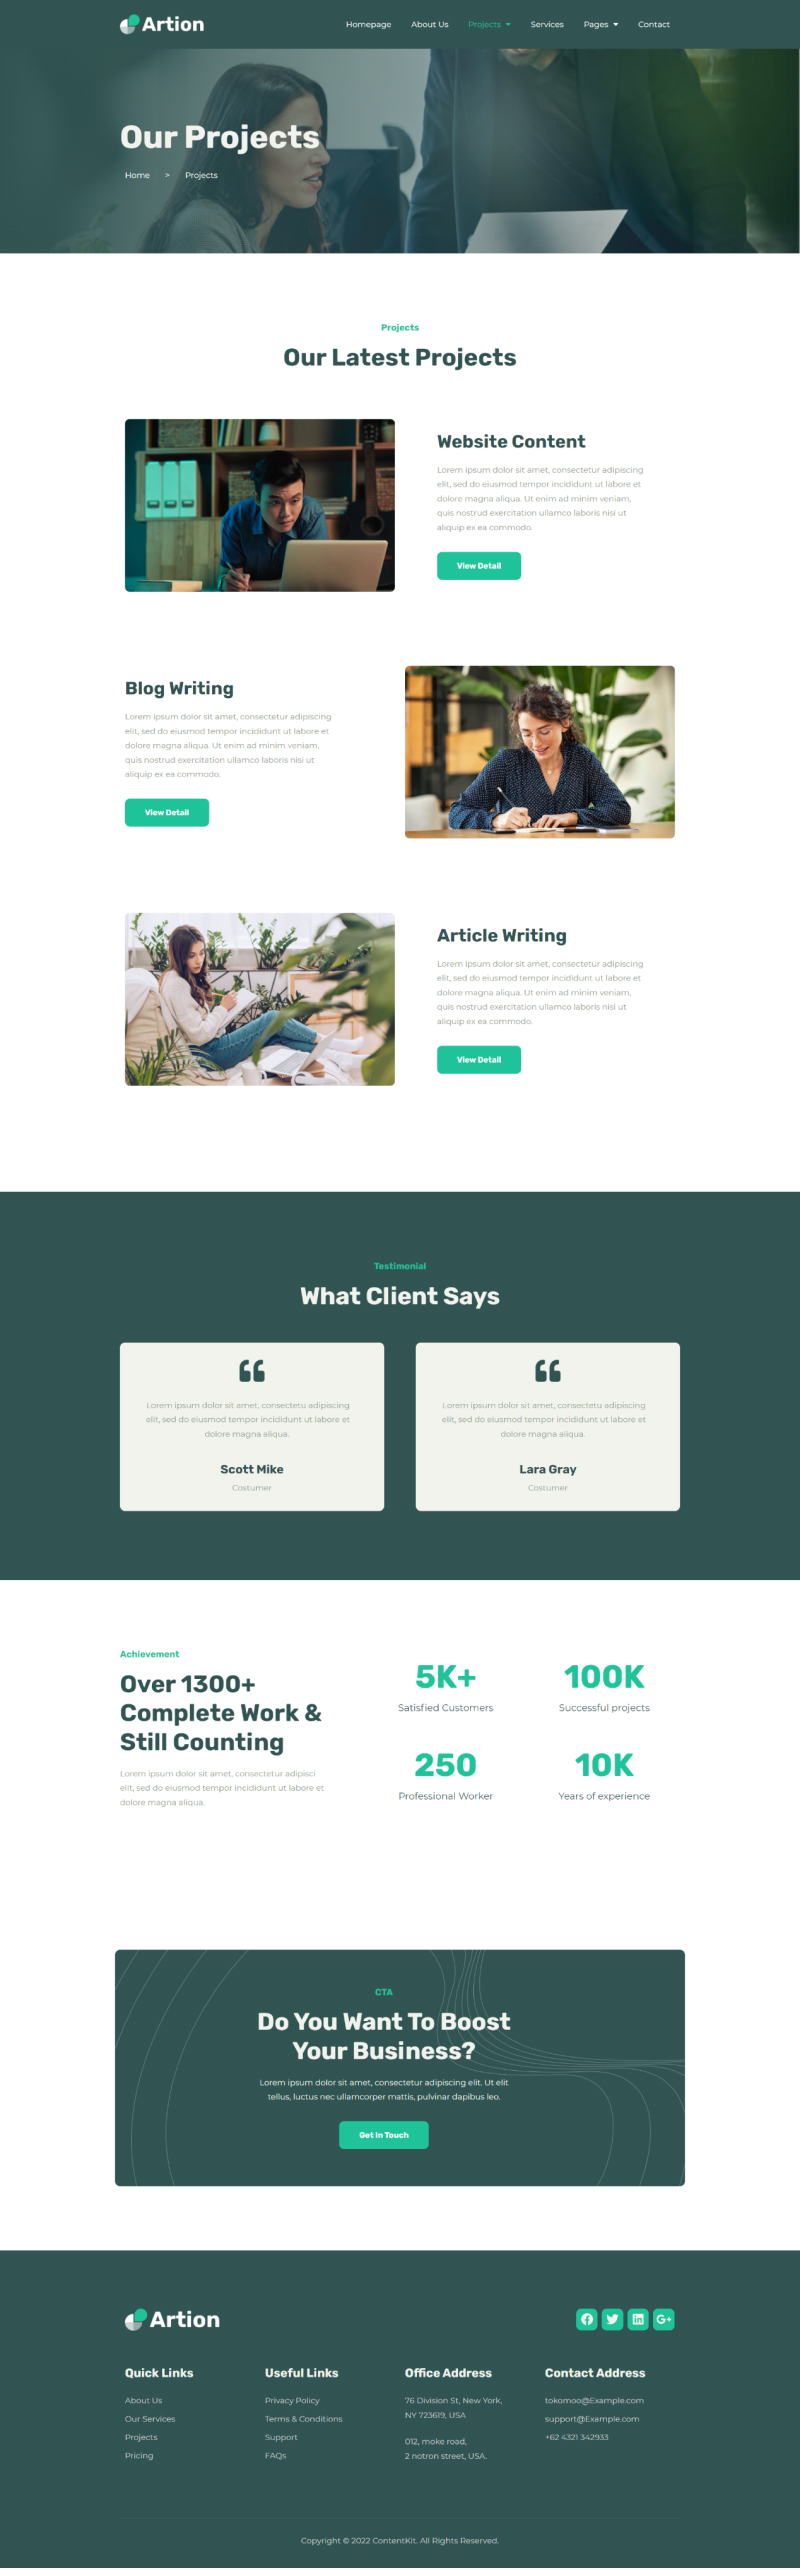 Artion
Homepage About Us Projects Services Pages Contact
Our Projects
Home > Projects
Projects
Our Latest Projects
Website Content
Lorem ipsum dolor sit amet, consectetur adipiscing
elit, sed do eiusmod tempor incididunt ut labore et
dolore magna aliqua. Ut enim ad minim veniam,
quis nostrud exercitation ullamco laboris nisi ut
aliquip ex ea commodo.
View Detail
Blog Writing
Lorem ipsum dolor sit amet, consectetur adipiscing
elit, sed do eiusmod tempor incididunt ut labore et
dolore magna aliqua. Ut enim ad minim veniam,
quis nostrud exercitation ullamco laboris nisi ut
aliquip ex ea commodo.
View Detail
Article Writing
Lorem ipsum dolor sit amet, consectetur adipiscing
elit, sed do eiusmod tempor incididunt ut labore et
dolore magna aliqua. Ut enim ad minim veniam,
quis nostrud exercitation ullamco laboris nisi ut
aliquip ex ea commodo.
View Detail
Testimonial
What Client Says
Lorem ipsum dolor sit amet, consectetu adipiscing
elit, sed do eiusmod tempor incididunt ut labore et
dolore magna aliqua.
Scott Mike
Costumer
Lorem ipsum dolor sit amet, consectetu adipiscing
elit, sed do eiusmod tempor incididunt ut labore et
dolore magna aliqua.
Lara Gray
Costumer
Achievement
Over 1300+
Complete Work &
Still Counting
Lorem ipsum dolor sit amet, consectetur adipisci
elit, sed do eiusmod tempor incididunt ut labore et
dolore magna aliqua.
5K+
Satisfied Customers
100K
Successful projects
250
Professional Worker
10K
Years of experience
CTA
Do You Want To Boost
Your Business?
Lorem ipsum dolor sit amet, consectetur adipiscing elit. Ut elit
tellus, luctus nec ullamcorper mattis, pulvinar dapibus leo.
Get In Touch
Artion
Quick Links
About Us
Our Services
Projects
Pricing
Useful Links
Privacy Policy
Terms & Conditions
Support
FAQs
Office Address
76 Division St, New York,
NY 723619, USA
012, moke road,
2 notron street, USA.
Contact Address
tokomoo@Example.com
support@Example.com
+62 4321 342933
Copyright © 2022 ContentKit. All Rights Reserved.